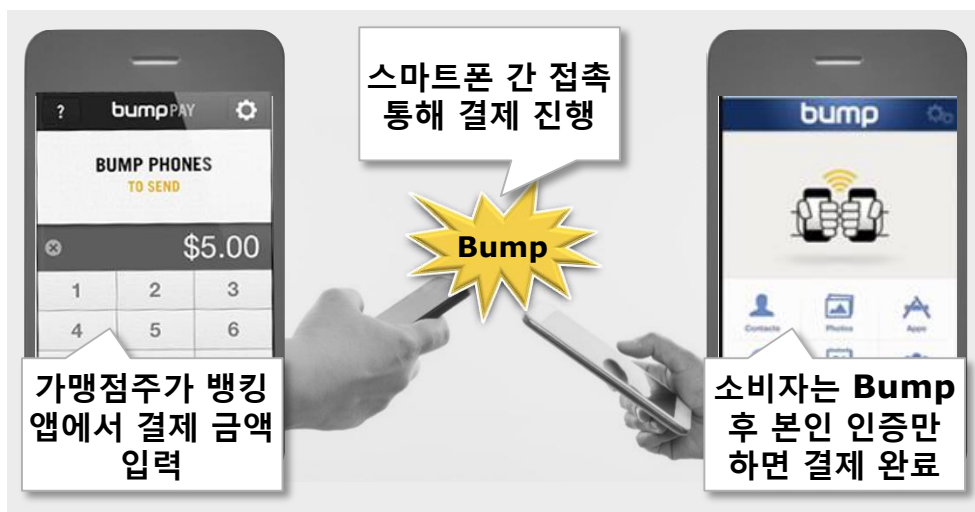 ?
bump PAY
BUMP PHONES
TO SEND
$5.00
1 2 3
4 5 6
가맹점주가 뱅킹
앱에서 결제 금액
입력
스마트폰 간 접촉
통해 결제 진행
Bump
bump
Contacts Photos Apps
소비자는 Bump
후 본인 인증만
하면 결제 완료